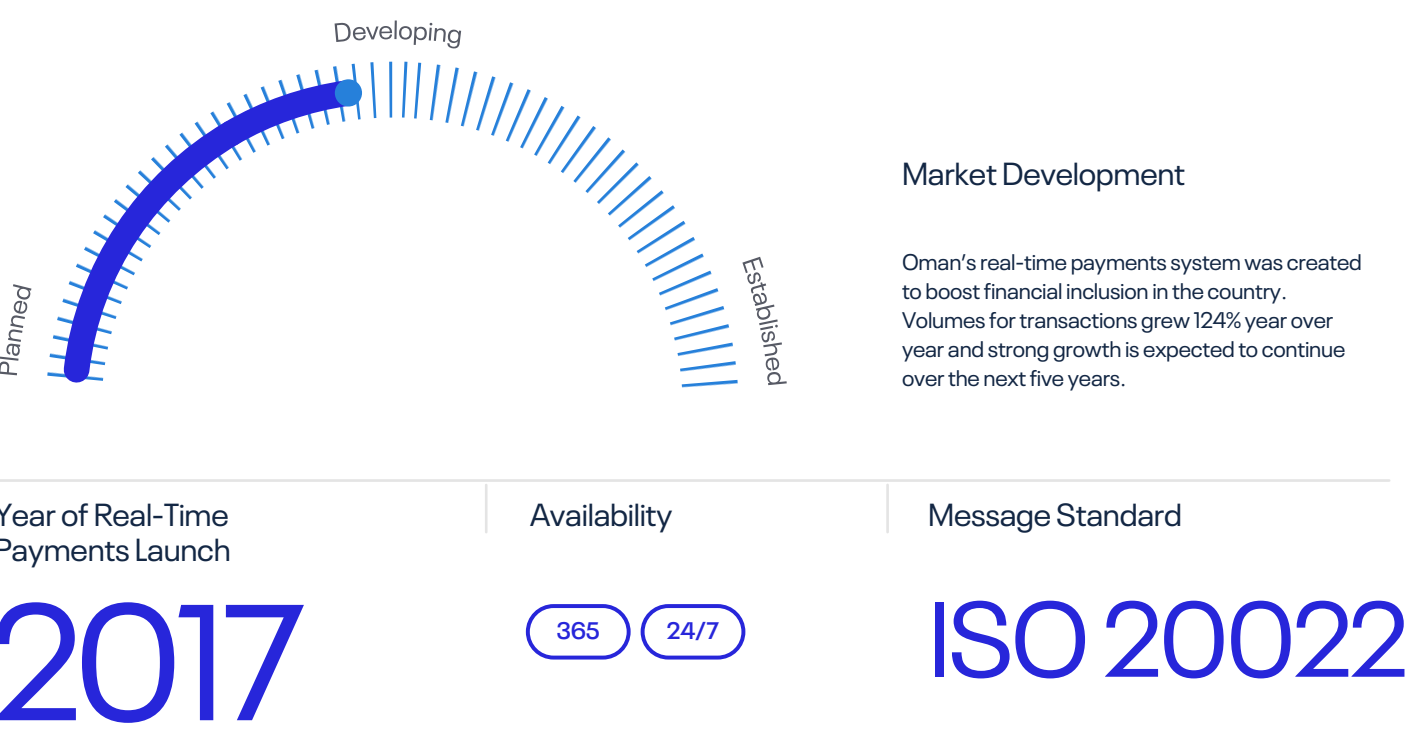 Developing
Planned
Established
Market Development
Oman’s real-time payments system was created
to boost financial inclusion in the country.
Volumes for transactions grew 124% year over
year and strong growth is expected to continue
over the next five years.
Year of Real-Time
Payments Launch
2017
Availability
365
24/7
Message Standard
ISO 20022